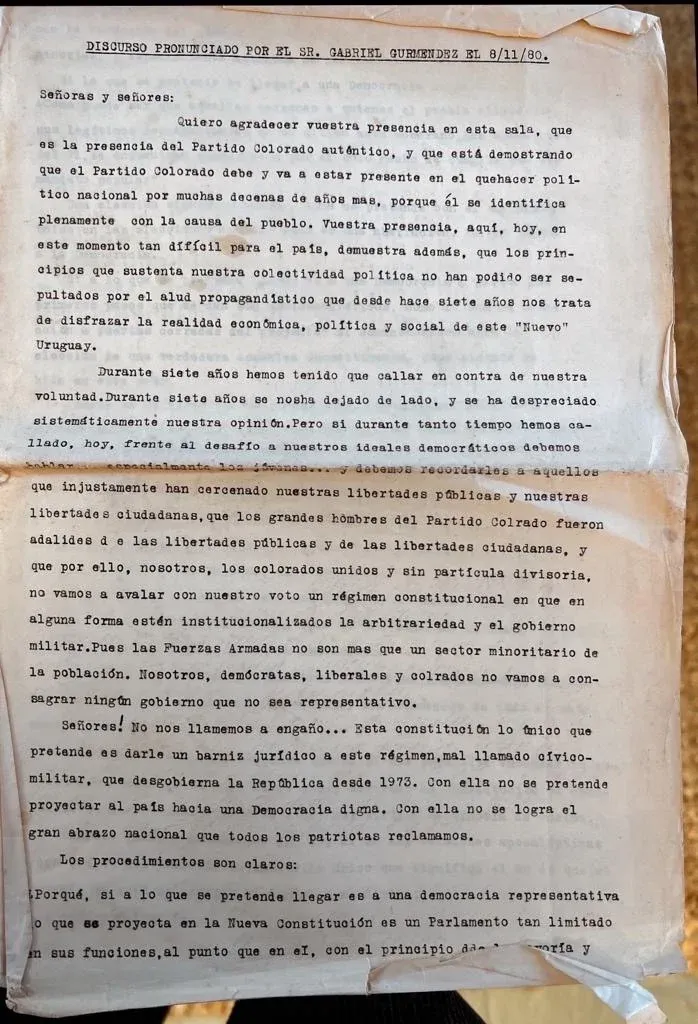 DISCURSO PRONUNCIADO POR EL SR. GABRIEL GURMENDEZ EL 8/11/80.
Señoras y señores:
Quiero agradecer vuestra presencia en esta sala, que
es la presencia del Partido Colorado auténtico, y que está demostrando
que el Partido Colorado debe y va a estar presente en el quehacer polí-
tico nacional por muchas decenas de años mas, porque él se identifica
plenamente con la causa del pueblo. Vuestra presencia, aquí, hoy, en
este momento tan difícil para el país, demuestra además, que los prin-
cipios que sustenta nuestra colectividad política no han podido ser se-
pultados por el alud propagandístico que desde hace siete años nos trata
de disfrazar la realidad económica, política y social de este "Nuevo"
Uruguay.
Durante siete años hemos tenido que callar en contra de nuestra
voluntad.Durante siete años se nosha dejado de lado, y se ha despreciado
sistemáticamente nuestra opinión.Pero si durante tanto tiempo hemos ca-
llado, hoy, frente al desafío a nuestros ideales democráticos debemos
hablar... especialmente los jóvenes... y debemos recordarles a aquellos
que injustamente han cercenado nuestras libertades públicas y nuestras
libertades ciudadanas,que los grandes hombres del Partido Colrado fueron
adalides d e las libertades públicas y de las libertades ciudadanas, y
que por ello, nosotros, los colorados unidos y sin partícula divisoria,
no vamos a avalar con nuestro voto un régimen constitucional en que en
alguna forma estén institucionalizados la arbitrariedad y el gobierno
militar.Pues las Fuerzas Armadas no son mas que un sector minoritario de
la población. Nosotros, demócratas, liberales y colrados no vamos a con-
sagrar ningún gobierno que no sea representativo.
Señores! No nos llamemos a engaño... Esta constitución lo único que
pretende es darle un barniz jurídico a este régimen,mal llamado cívico-
militar, que desgobierna la República desde 1973. Con ella no se pretende
proyectar al país hacia una Democracia digna. Con ella no se logra el
gran abrazo nacional que todos los patriotas reclamamos.
Los procedimientos son claros:
¿Porqué, si a lo que se pretende llegar es a una democracia representativa
lo que se proyecta en la Nueva Constitución es un Parlamento tan limitado
en sus funciones,al punto que en el, con el principio y